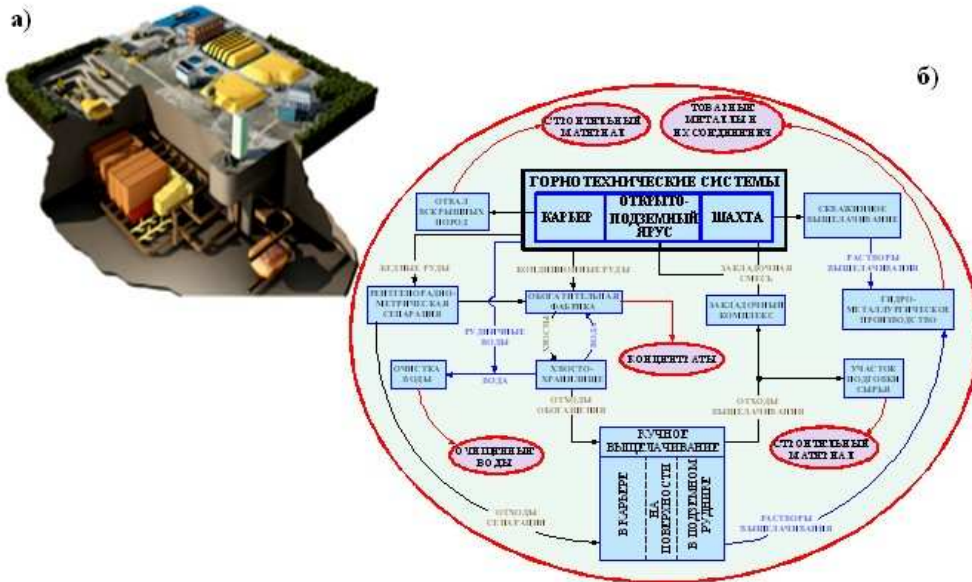 а)
б)
СТРОИТЕЛЬНЫЙ
МАТЕРИАЛ
ТОВАРНЫЕ
МЕТАЛЛЫ И
ИХ СОЕДИНЕНИЯ
ГОРНОТЕХНИЧЕСКИЕ СИСТЕМЫ
КАРЬЕР
ОТКРЫТО-
ПОДЗЕМНЫЙ
ЯРУС
ШАХТА
ОТВАЛ
ВСКРЫШНЫХ
ПОРОД
СКВАЖИННОЕ
ВЫЩЕЛАЧИВАНИЕ
БЕДНЫЕ РУДЫ
КОНДИЦИОННЫЕ РУДЫ
ЗАКЛАДОЧНАЯ
СМЕСЬ
РАСТВОРЫ
ВЫЩЕЛАЧИВАНИЯ
РЕНТГЕНОРАДИО-
МЕТРИЧЕСКАЯ
СЕПАРАЦИЯ
ОБОГАТИТЕЛЬНАЯ
ФАБРИКА
ЗАКЛАДОЧНЫЙ
КОМПЛЕКС
ГИДРО-
МЕТАЛЛУРГИЧЕСКОЕ
ПРОИЗВОДСТВО
РУДНИЧНЫЕ
ВОДЫ
ХВОСТЫ
ВОДА
КОНЦЕНТРАТЫ
ОЧИСТКА
ВОДЫ
ВОДА
ХВОСТО-
ХРАНИЛИЩЕ
УЧАСТОК
СЫРЬЯ
ОТХОДЫ
ОБОГАЩЕНИЯ
ОТХОДЫ
ВЫЩЕЛАЧИВАНИЯ
ОЧИЩЕННЫЕ
ВОДЫ
КУЧНОЕ
ВЫЩЕЛАЧИВАНИЕ
СТРОИТЕЛЬНЫЙ
МАТЕРИАЛ
В КАРЬЕРЕ
НА
ПОВЕРХНОСТИ
В ПОДЗЕМНОМ
РУДНИКЕ
ОТХОДЫ
СЕПАРАЦИИ
РАСТВОРЫ
ВЫЩЕЛАЧИВАНИЯ